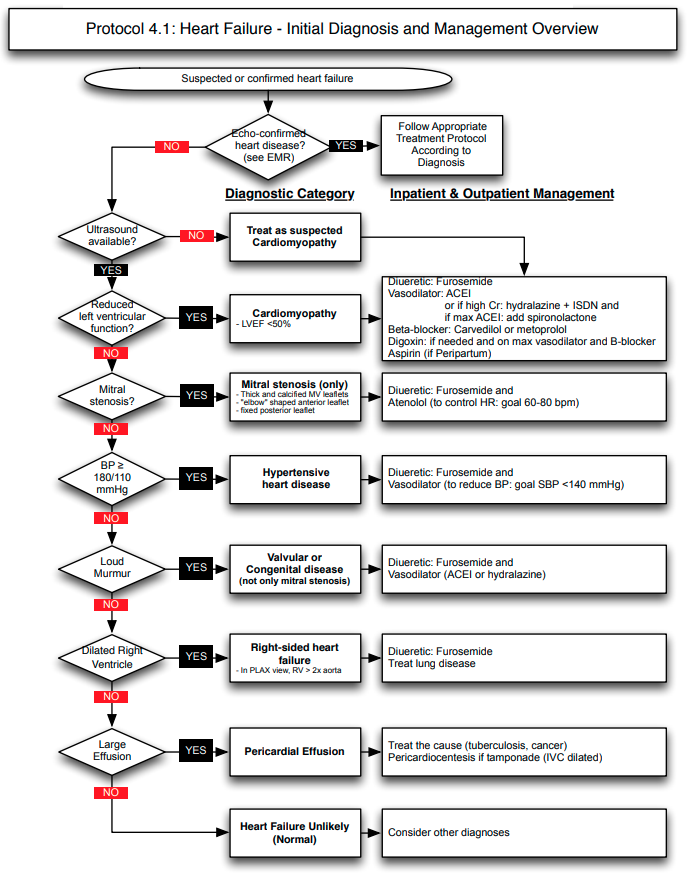 Protocol 4.1: Heart Failure - Initial Diagnosis and Management Overview
Suspected or confirmed heart failure
Echo-confirmed
heart disease?
(see EMR)
NO
YES
Follow Appropriate
Treatment Protocol
According to
Diagnosis
Diagnostic Category
Inpatient & Outpatient Management
Ultrasound
available?
NO
YES
Treat as suspected
Cardiomyopathy
Reduced
left ventricular
function?
YES
NO
Cardiomyopathy
- LVEF <50%
Diueretic: Furosemide
Vasodilator: ACEI
or if high Cr: hydralazine + ISDN and
if max ACEI: add spironolactone
Beta-blocker: Carvedilol or metoprolol
Digoxin: if needed and on max vasodilator and B-blocker
Aspirin (if Peripartum)
Mitral
stenosis?
YES
NO
Mitral stenosis (only)
- Thick and calcified MV leaflets
- "elbow" shaped anterior leaflet
- fixed posterior leaflet
Diueretic: Furosemide and
Atenolol (to control HR: goal 60-80 bpm)
BP ≥
180/110
mmHg
YES
NO
Hypertensive
heart disease
Diueretic: Furosemide and
Vasodilator (to reduce BP: goal SBP <140 mmHg)
Loud
Murmur
YES
NO
Valvular or
Congenital disease
(not only mitral stenosis)
Diueretic: Furosemide and
Vasodilator (ACEI or hydralazine)
Dilated Right
Ventricle
YES
NO
Right-sided heart
failure
- In PLAX view, RV > 2x aorta
Diueretic: Furosemide
Treat lung disease
Large
Effusion
YES
NO
Pericardial Effusion
Treat the cause (tuberculosis, cancer)
Pericardiocentesis if tamponade (IVC dilated)
Heart Failure Unlikely
(Normal)
Consider other diagnoses